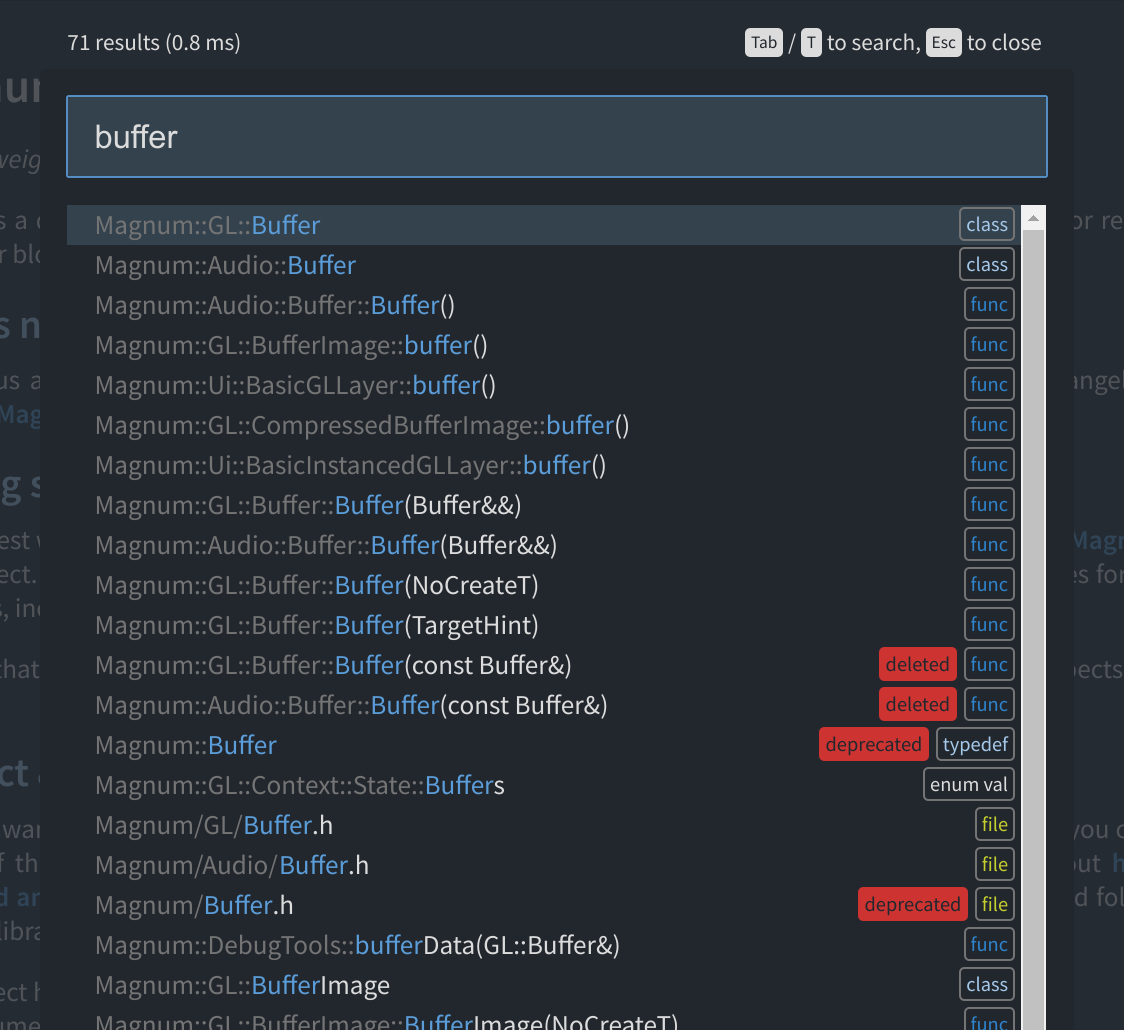 71 results (0.8 ms) Tab / T to search, Esc to close
buffer
Magnum::GL::Buffer class
Magnum::Audio::Buffer class
Magnum::Audio::Buffer::Buffer() func
Magnum::GL::BufferImage::buffer() func
Magnum::Ui::BasicGLLayer::buffer() func
Magnum::GL::CompressedBufferImage::buffer() func
Magnum::Ui::BasicInstancedGLLayer::buffer() func
Magnum::GL::Buffer::Buffer(Buffer&&) func
Magnum::Audio::Buffer::Buffer(Buffer&&) func
Magnum::GL::Buffer::Buffer(NoCreateT) func
Magnum::GL::Buffer::Buffer(TargetHint) func
Magnum::GL::Buffer::Buffer(const Buffer&) deleted func
Magnum::Audio::Buffer::Buffer(const Buffer&) deleted func
Magnum::Buffer deprecated typedef
Magnum::GL::Context::State::Buffers enum val
Magnum/GL/Buffer.h file
Magnum/Audio/Buffer.h file
Magnum/Buffer.h deprecated file
Magnum::DebugTools::bufferData(GL::Buffer&) func
Magnum::GL::BufferImage class
Magnum::GL::BufferImage::BufferImage(NoCreateT) func